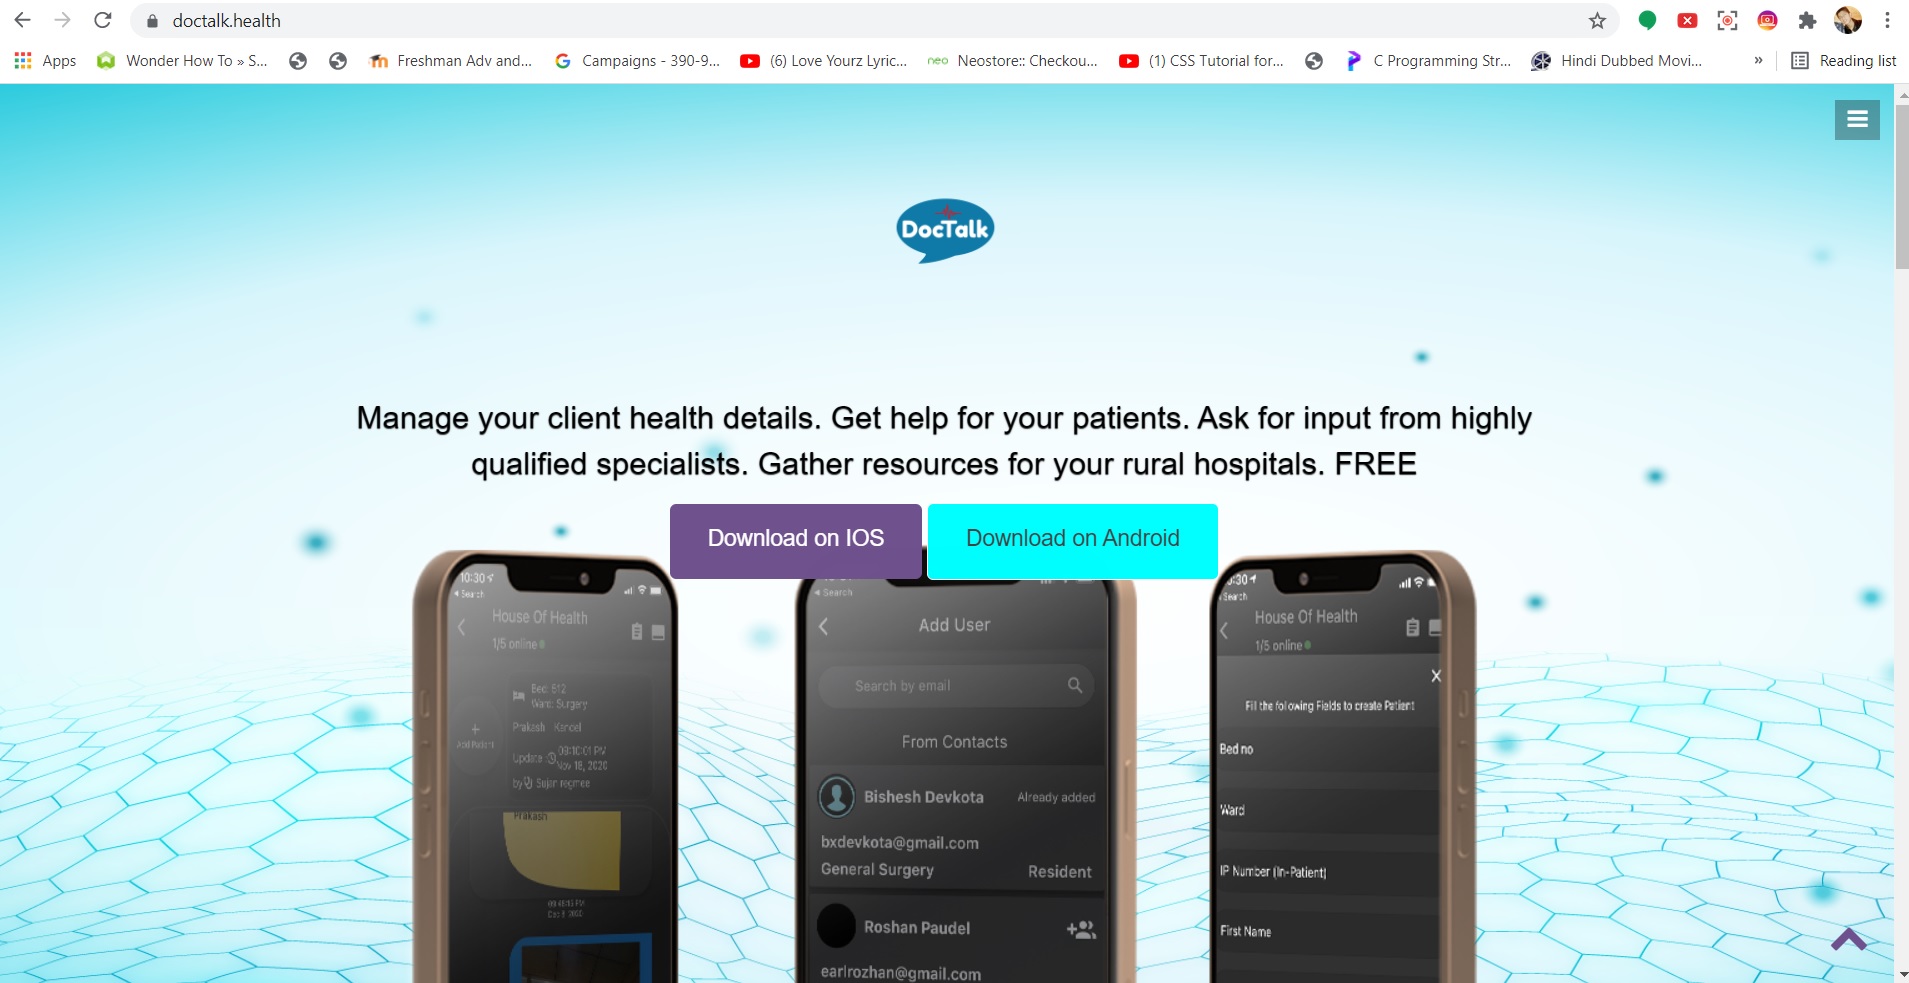 doctalk.health
Apps
Wonder How To » S...
Freshman Adv and...
Campaigns - 390-9...
(6) Love Yourz Lyric...
neo Neostore:: Checkou...
(1) CSS Tutorial for...
C Programming Str...
Hindi Dubbed Movi...
»
Reading list
DocTalk
Manage your client health details. Get help for your patients. Ask for input from highly
qualified specialists. Gather resources for your rural hospitals. FREE
Download on IOS
Download on Android
10:30
Search
House Of Health
1/5 online
Bed: 512
Ward: Surgery
+
Add Patient
Prakash Kandel
Update : 09:10:01 PM
Nov 18, 2020
by Sujan regmee
Prakash
Search
Add User
Search by email
From Contacts
Bishesh Devkota
Already added
bxdevkota@gmail.com
General Surgery
Resident
Roshan Paudel
earlrozhan@gmail.com
:30
Search
House Of Health
1/5 online
X
Fill the following Fields to create Patient
Bed no
Ward
IP Number (In-Patient)
First Name